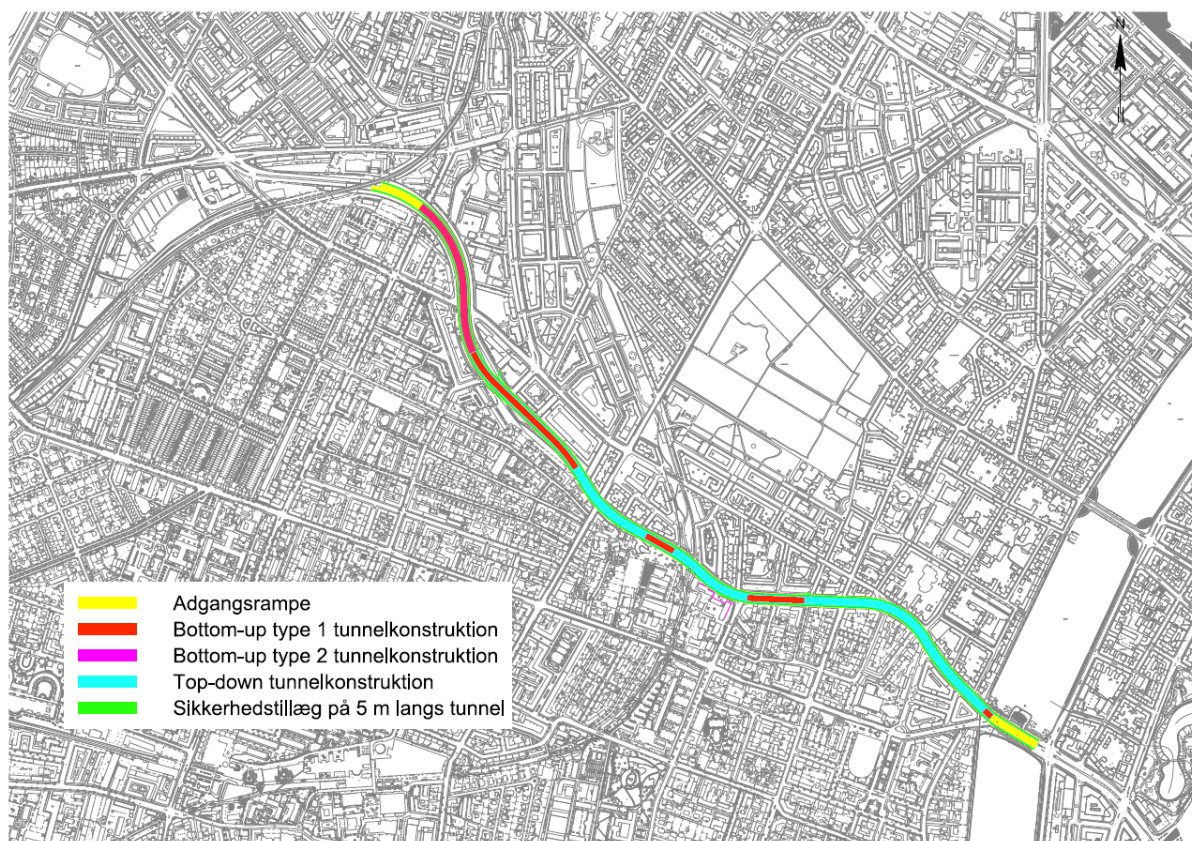 N
Adgangsrampe
Bottom-up type 1 tunnelkonstruktion
Bottom-up type 2 tunnelkonstruktion
Top-down tunnelkonstruktion
Sikkerhedstillæg på 5 m langs tunnel